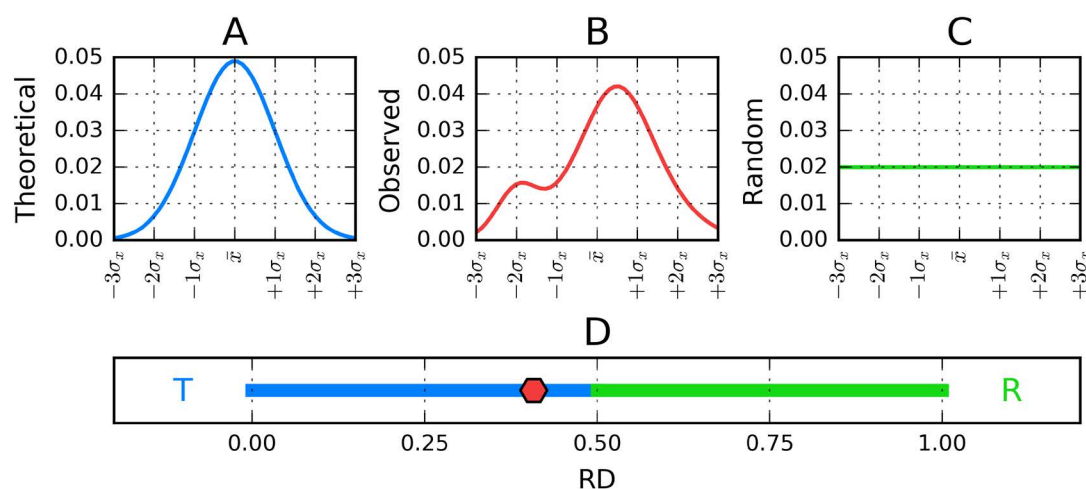 A
Theoretical
0.05
0.04
0.03
0.02
0.01
0.00
−3σₓ
−2σₓ
−1σₓ
x̄
+1σₓ
+2σₓ
+3σₓ
B
Observed
0.05
0.04
0.03
0.02
0.01
0.00
−3σₓ
−2σₓ
−1σₓ
x̄
+1σₓ
+2σₓ
+3σₓ
C
Random
0.05
0.04
0.03
0.02
0.01
0.00
−3σₓ
−2σₓ
−1σₓ
x̄
+1σₓ
+2σₓ
+3σₓ
D
T
R
0.00
0.25
0.50
0.75
1.00
RD